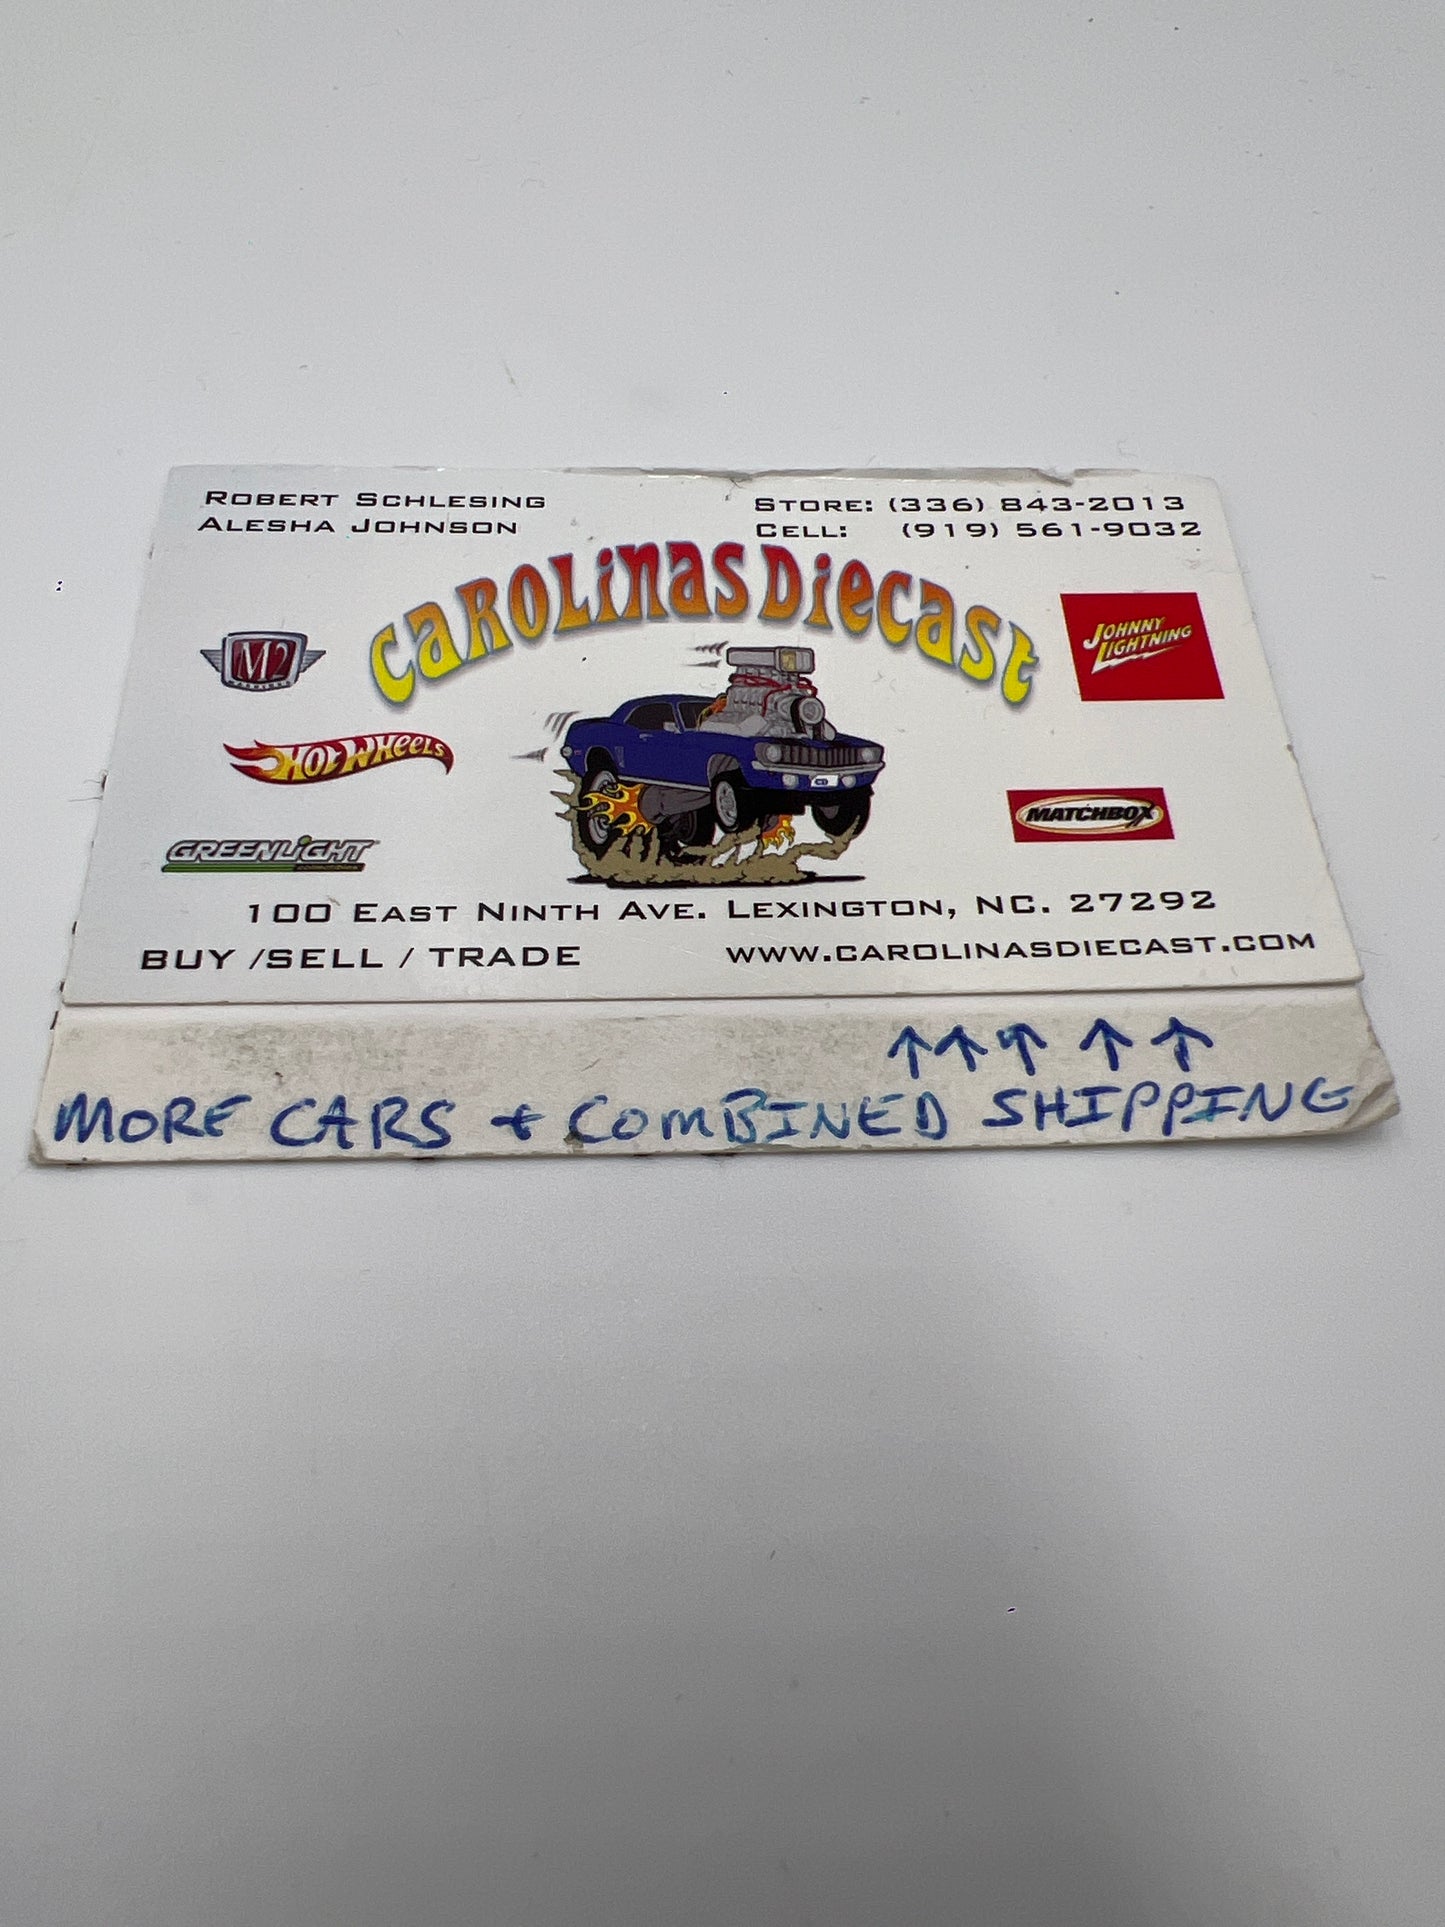 Robert Schlesing
Alesha Johnson
Store: (336) 843-2013
Cell: (919) 561-9032
Carolinas Diecast
M2
Johnny Lightning
Hot Wheels
Matchbox
Greenlight
100 East Ninth Ave. Lexington, NC. 27292
BUY /SELL / TRADE
www.carolinasdiecast.com
↑ ↑ ↑ ↑ ↑
MORE CARS + COMBINED SHIPPING